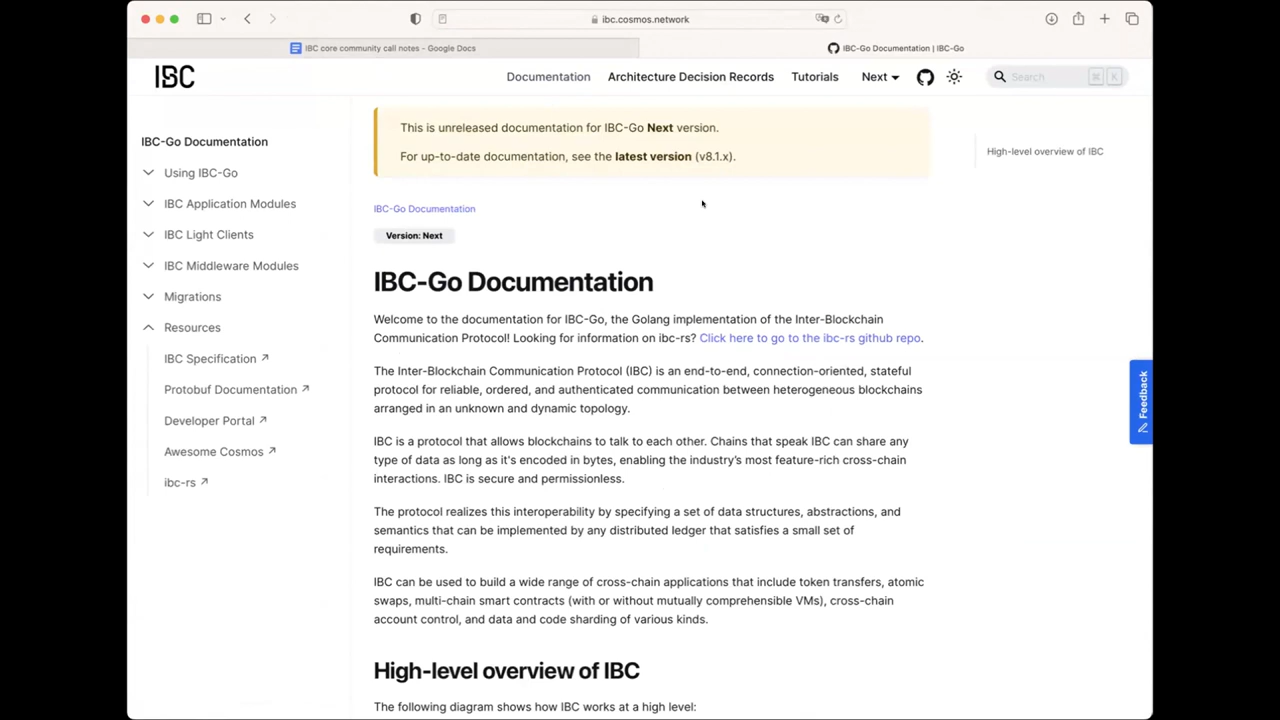 ibc.cosmos.network
IBC core community call notes - Google Docs
IBC-Go Documentation | IBC-Go
IBC
Documentation
Architecture Decision Records
Tutorials
Next
Search
⌘ K
IBC-Go Documentation
Using IBC-Go
IBC Application Modules
IBC Light Clients
IBC Middleware Modules
Migrations
Resources
IBC Specification ↗
Protobuf Documentation ↗
Developer Portal ↗
Awesome Cosmos ↗
ibc-rs ↗
This is unreleased documentation for IBC-Go Next version.
For up-to-date documentation, see the latest version (v8.1.x).
IBC-Go Documentation
Version: Next
IBC-Go Documentation
Welcome to the documentation for IBC-Go, the Golang implementation of the Inter-Blockchain
Communication Protocol! Looking for information on ibc-rs? Click here to go to the ibc-rs github repo.
The Inter-Blockchain Communication Protocol (IBC) is an end-to-end, connection-oriented, stateful
protocol for reliable, ordered, and authenticated communication between heterogeneous blockchains
arranged in an unknown and dynamic topology.
IBC is a protocol that allows blockchains to talk to each other. Chains that speak IBC can share any
type of data as long as it's encoded in bytes, enabling the industry's most feature-rich cross-chain
interactions. IBC is secure and permissionless.
The protocol realizes this interoperability by specifying a set of data structures, abstractions, and
semantics that can be implemented by any distributed ledger that satisfies a small set of
requirements.
IBC can be used to build a wide range of cross-chain applications that include token transfers, atomic
swaps, multi-chain smart contracts (with or without mutually comprehensible VMs), cross-chain
account control, and data and code sharding of various kinds.
High-level overview of IBC
The following diagram shows how IBC works at a high level:
High-level overview of IBC
Feedback